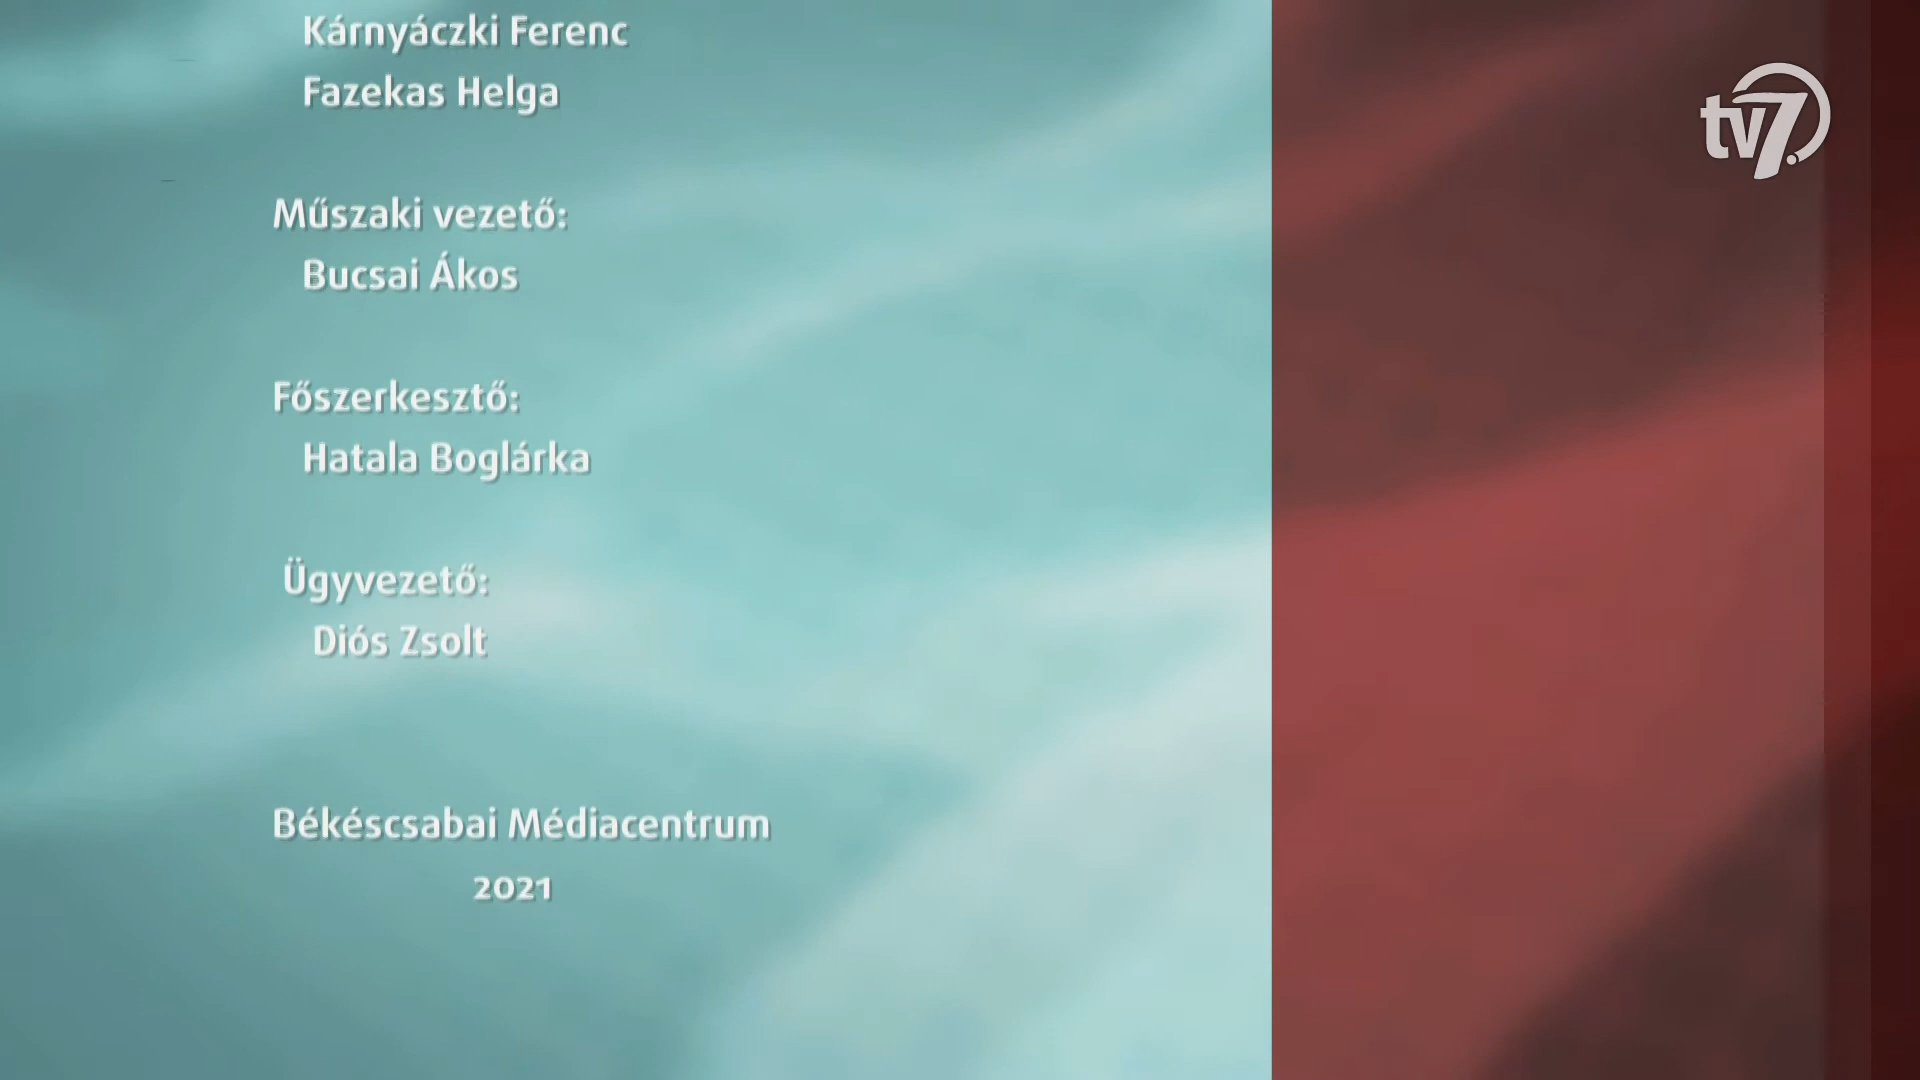 Kárnyáczki Ferenc
Fazekas Helga
Műszaki vezető:
Bucsai Ákos
Főszerkesztő:
Hatala Boglárka
Ügyvezető:
Diós Zsolt
Békéscsabai Médiacentrum
2021
tv7.